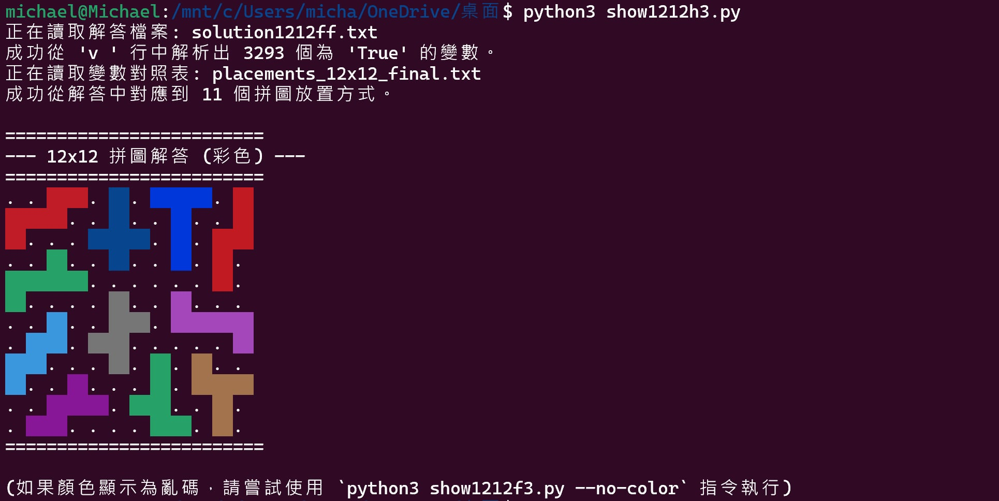 michael@Michael:/mnt/c/Users/micha/OneDrive/桌面$ python3 show1212h3.py
正在讀取解答檔案: solution1212ff.txt
成功從 'v ' 行中解析出 3293 個為 'True' 的變數。
正在讀取變數對照表: placements_12x12_final.txt
成功從解答中對應到 11 個拼圖放置方式。
=========================
--- 12x12 拼圖解答 (彩色) ---
=========================
. . . . .
. . . . . .
. . . . .
. . . . . . . .
. . . . . . .
. . . . . . . . .
. . . . .
. . . . . . .
. . . . . . .
. . . . . .
. . . . . .
. . . . . . .
=========================
(如果顏色顯示為亂碼，請嘗試使用 `python3 show1212f3.py --no-color` 指令執行)